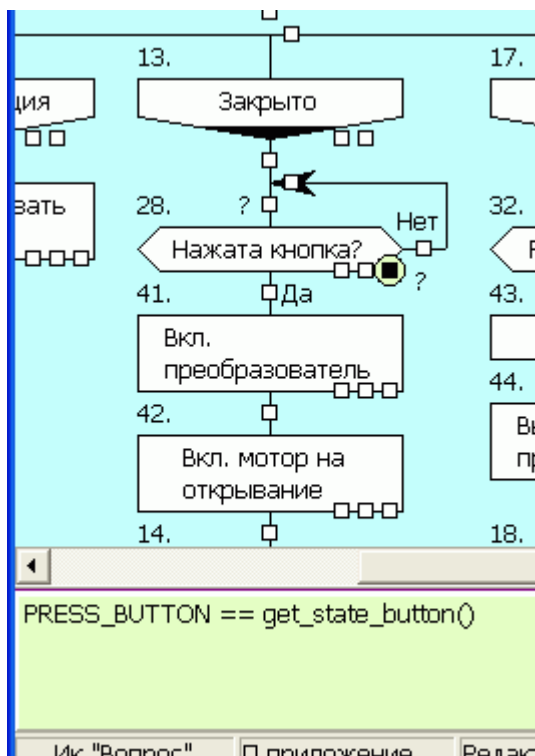 13.
17.
ция
Закрыто
вать
28.
?
Нет
32.
Нажата кнопка?
?
41.
Да
43.
Вкл.
преобразователь
44.
42.
Вкл. мотор на
открывание
14.
18.
PRESS_BUTTON == get_state_button()
Ик "Вопрос"
П приложение